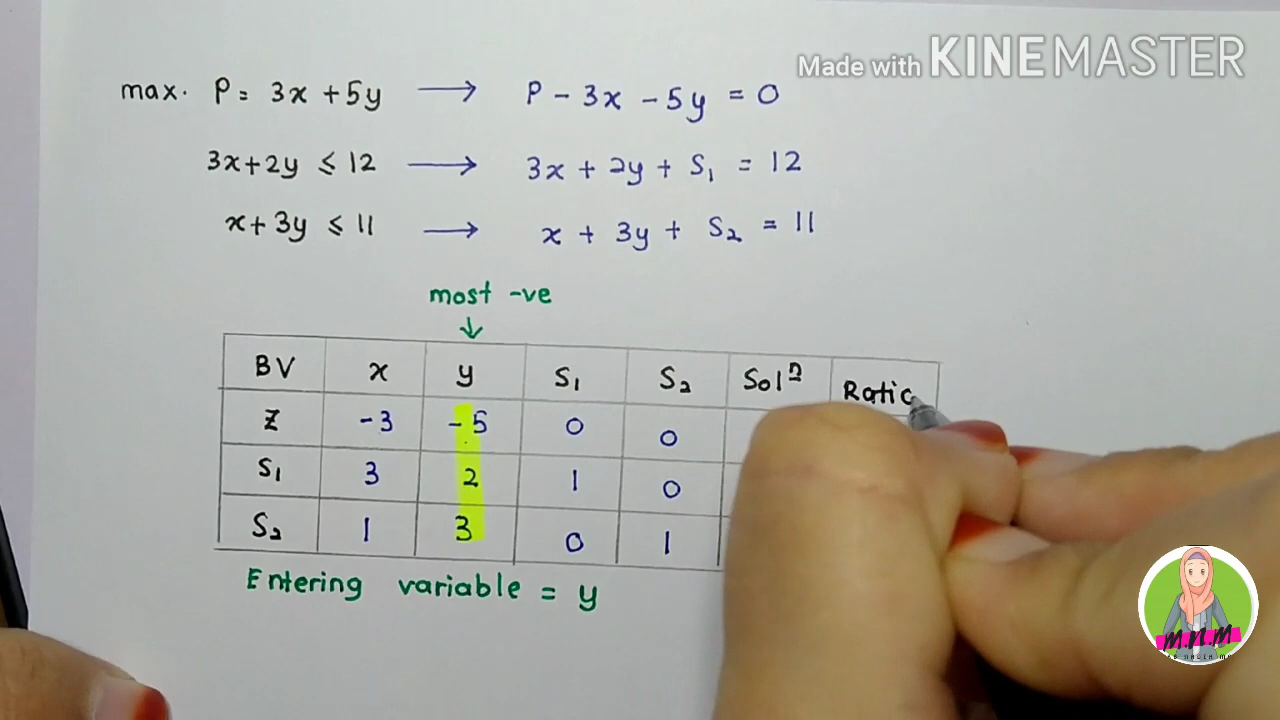 Made with KINEMASTER
max. P = 3x + 5y → P - 3x - 5y = 0
3x + 2y ≤ 12 → 3x + 2y + S₁ = 12
x + 3y ≤ 11 → x + 3y + S₂ = 11
most -ve
↓
BV x y S₁ S₂ Solⁿ Ratio
Z -3 -5 0 0
S₁ 3 2 1 0
S₂ 1 3 0 1
Entering variable = y
M.N.M